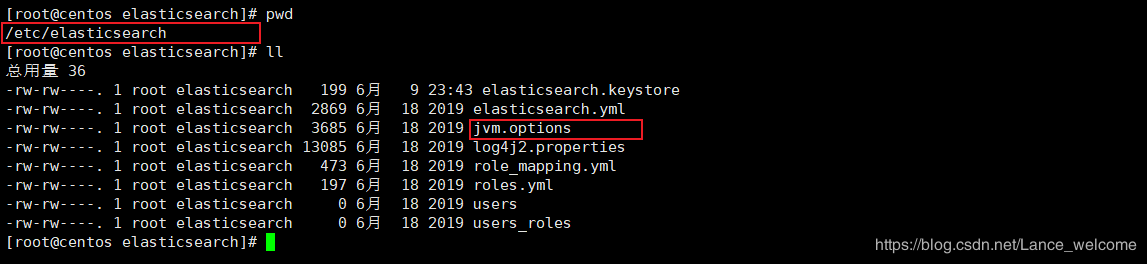 [root@centos elasticsearch]# pwd
/etc/elasticsearch
[root@centos elasticsearch]# ll
总用量 36
-rw-rw----. 1 root elasticsearch   199 6月   9 23:43 elasticsearch.keystore
-rw-rw----. 1 root elasticsearch  2869 6月  18 2019 elasticsearch.yml
-rw-rw----. 1 root elasticsearch  3685 6月  18 2019 jvm.options
-rw-rw----. 1 root elasticsearch 13085 6月  18 2019 log4j2.properties
-rw-rw----. 1 root elasticsearch   473 6月  18 2019 role_mapping.yml
-rw-rw----. 1 root elasticsearch   197 6月  18 2019 roles.yml
-rw-rw----. 1 root elasticsearch     0 6月  18 2019 users
-rw-rw----. 1 root elasticsearch     0 6月  18 2019 users_roles
[root@centos elasticsearch]#
https://blog.csdn.net/Lance_welcome